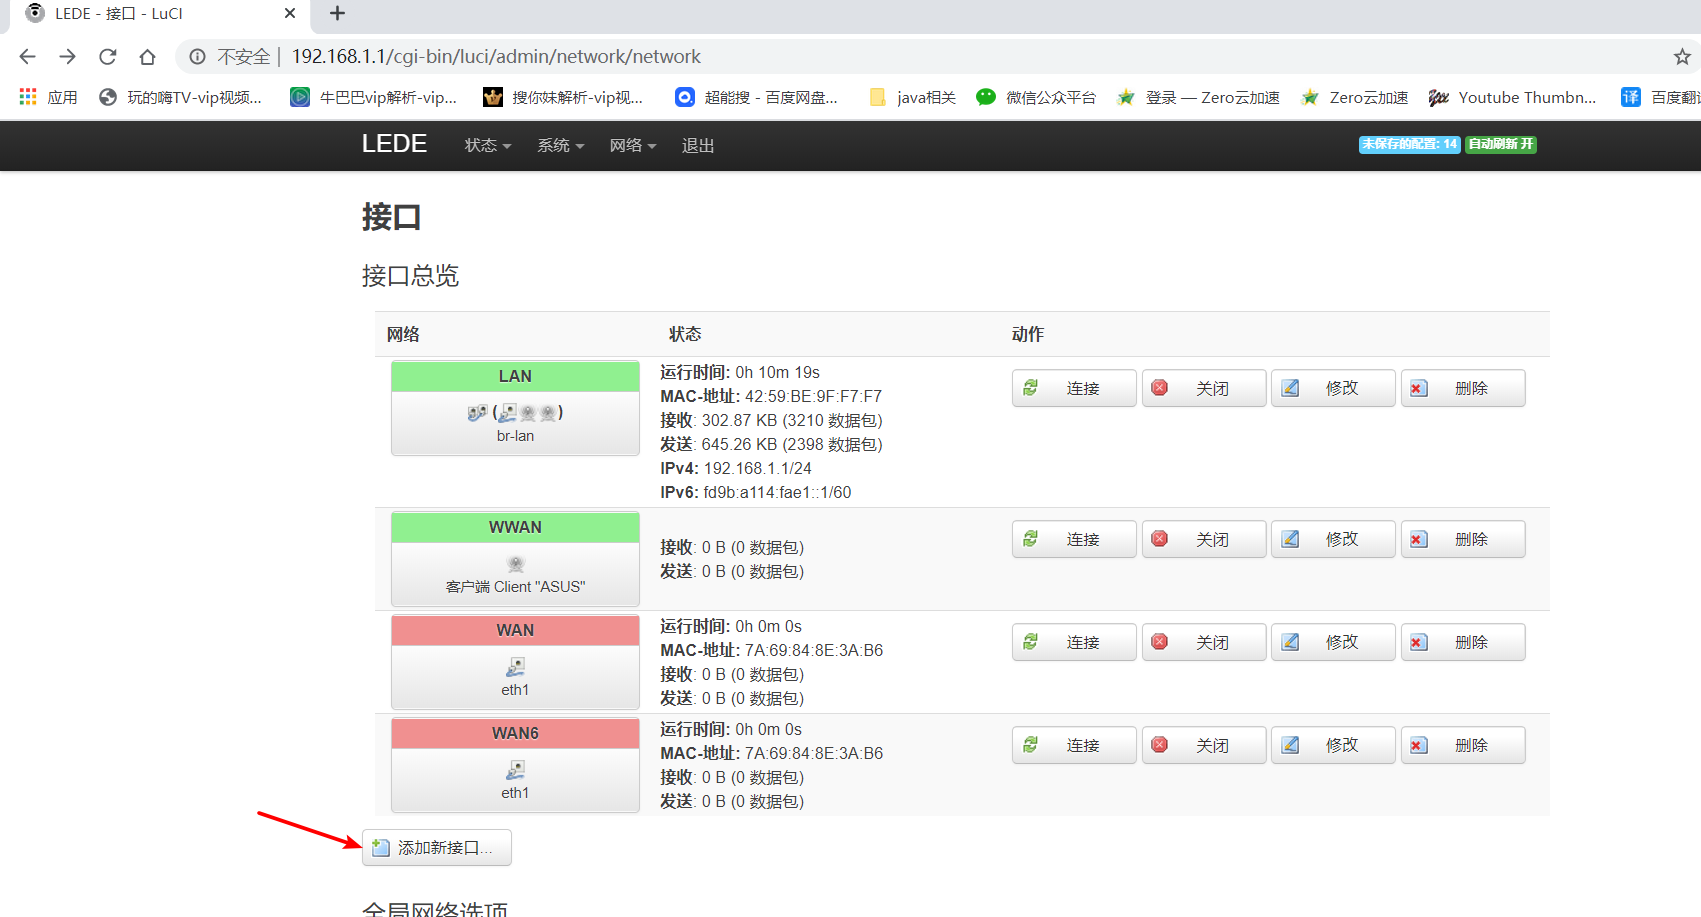 LEDE - 接口 - LuCI
不安全 192.168.1.1/cgi-bin/luci/admin/network/network
应用 玩的嗨TV-vip视频... 牛巴巴vip解析-vip... 搜你妹解析-vip视... 超能搜 - 百度网盘... java相关 微信公众平台 登录 — Zero云加速 Zero云加速 Youtube Thumbn... 译 百度翻
LEDE 状态 系统 网络 退出 未保存的配置: 14 自动刷新 开
接口
接口总览
网络 状态 动作
LAN
( )
br-lan
运行时间: 0h 10m 19s
MAC-地址: 42:59:BE:9F:F7:F7
接收: 302.87 KB (3210 数据包)
发送: 645.26 KB (2398 数据包)
IPv4: 192.168.1.1/24
IPv6: fd9b:a114:fae1::1/60
连接 关闭 修改 删除
WWAN
客户端 Client "ASUS"
接收: 0 B (0 数据包)
发送: 0 B (0 数据包)
连接 关闭 修改 删除
WAN
eth1
运行时间: 0h 0m 0s
MAC-地址: 7A:69:84:8E:3A:B6
接收: 0 B (0 数据包)
发送: 0 B (0 数据包)
连接 关闭 修改 删除
WAN6
eth1
运行时间: 0h 0m 0s
MAC-地址: 7A:69:84:8E:3A:B6
接收: 0 B (0 数据包)
发送: 0 B (0 数据包)
连接 关闭 修改 删除
添加新接口...
全局网络选项